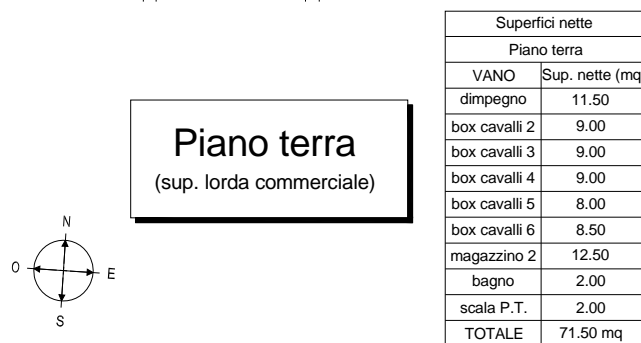 Superfici nette
Piano terra
VANO Sup. nette (mq
dimpegno 11.50
box cavalli 2 9.00
box cavalli 3 9.00
box cavalli 4 9.00
box cavalli 5 8.00
box cavalli 6 8.50
magazzino 2 12.50
bagno 2.00
scala P.T. 2.00
TOTALE 71.50 mq
Piano terra
(sup. lorda commerciale)
N
O E
S